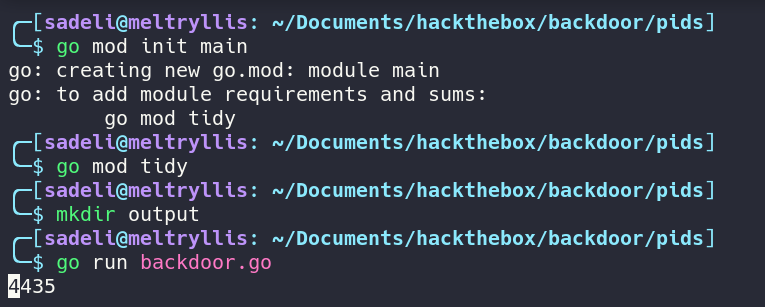 [sadeli@meltryllis: ~/Documents/hackthebox/backdoor/pids]
$ go mod init main
go: creating new go.mod: module main
go: to add module requirements and sums:
        go mod tidy
[sadeli@meltryllis: ~/Documents/hackthebox/backdoor/pids]
$ go mod tidy
[sadeli@meltryllis: ~/Documents/hackthebox/backdoor/pids]
$ mkdir output
[sadeli@meltryllis: ~/Documents/hackthebox/backdoor/pids]
$ go run backdoor.go
4435